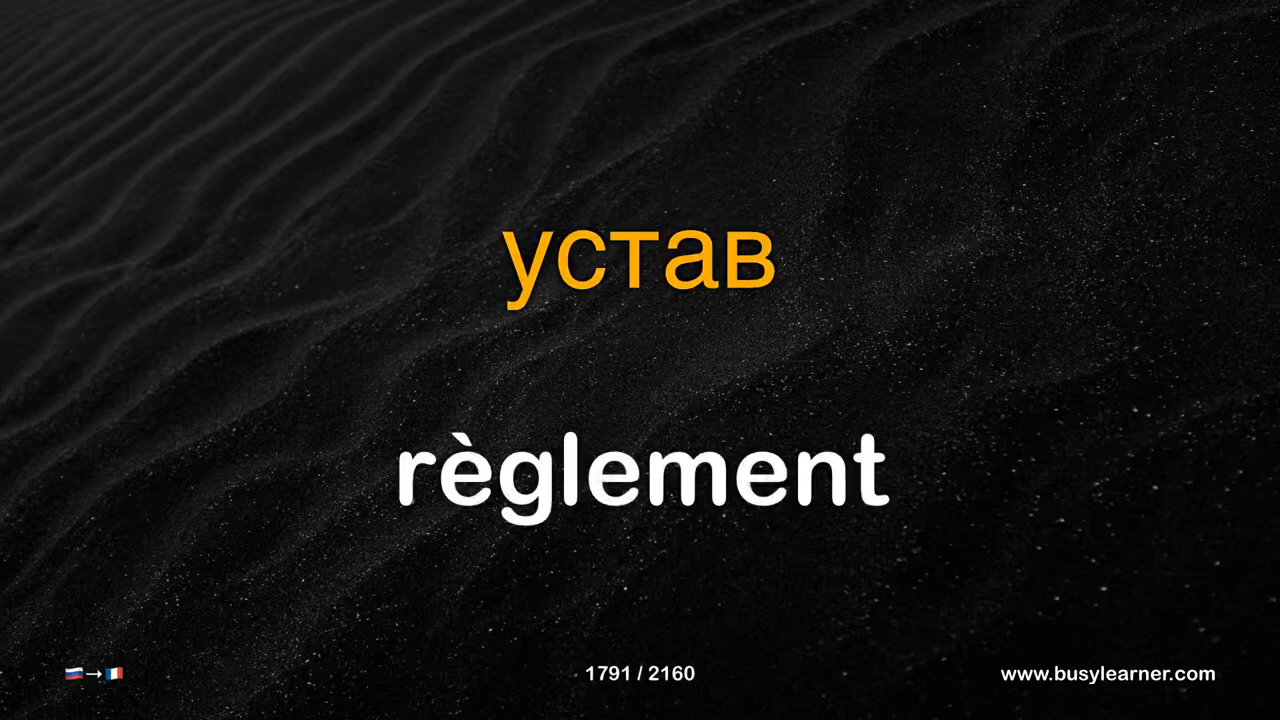 устав
règlement
🇷🇺→🇫🇷
1791 / 2160
www.busylearner.com